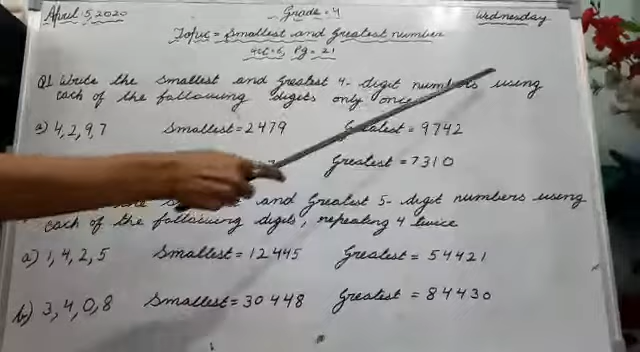 April 5, 2020 Grade = 4 Wednesday
Topic = Smallest and Greatest number
Q1 Write the smallest and greatest 4-digit numbers using
each of the following digits only once
a) 4, 2, 9, 7 Smallest = 2479 Greatest = 9742
Greatest = 7310
and greatest 5-digit numbers using
each of the following digits, repeating 4 twice
a) 1, 4, 2, 5 Smallest = 12445 Greatest = 54421
b) 3, 4, 0, 8 Smallest = 30448 Greatest = 84430